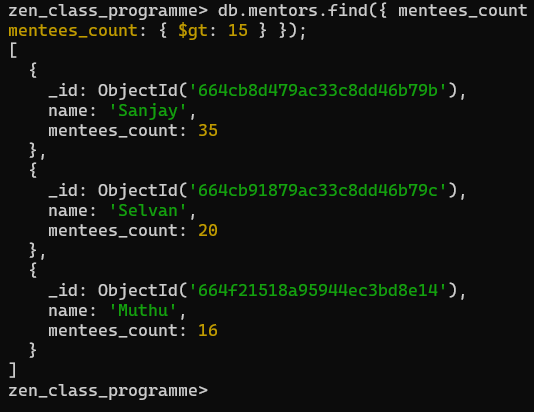 zen_class_programme> db.mentors.find({ mentees_count
mentees_count: { $gt: 15 } });
[
  {
    _id: ObjectId('664cb8d479ac33c8dd46b79b'),
    name: 'Sanjay',
    mentees_count: 35
  },
  {
    _id: ObjectId('664cb91879ac33c8dd46b79c'),
    name: 'Selvan',
    mentees_count: 20
  },
  {
    _id: ObjectId('664f21518a95944ec3bd8e14'),
    name: 'Muthu',
    mentees_count: 16
  }
]
zen_class_programme>